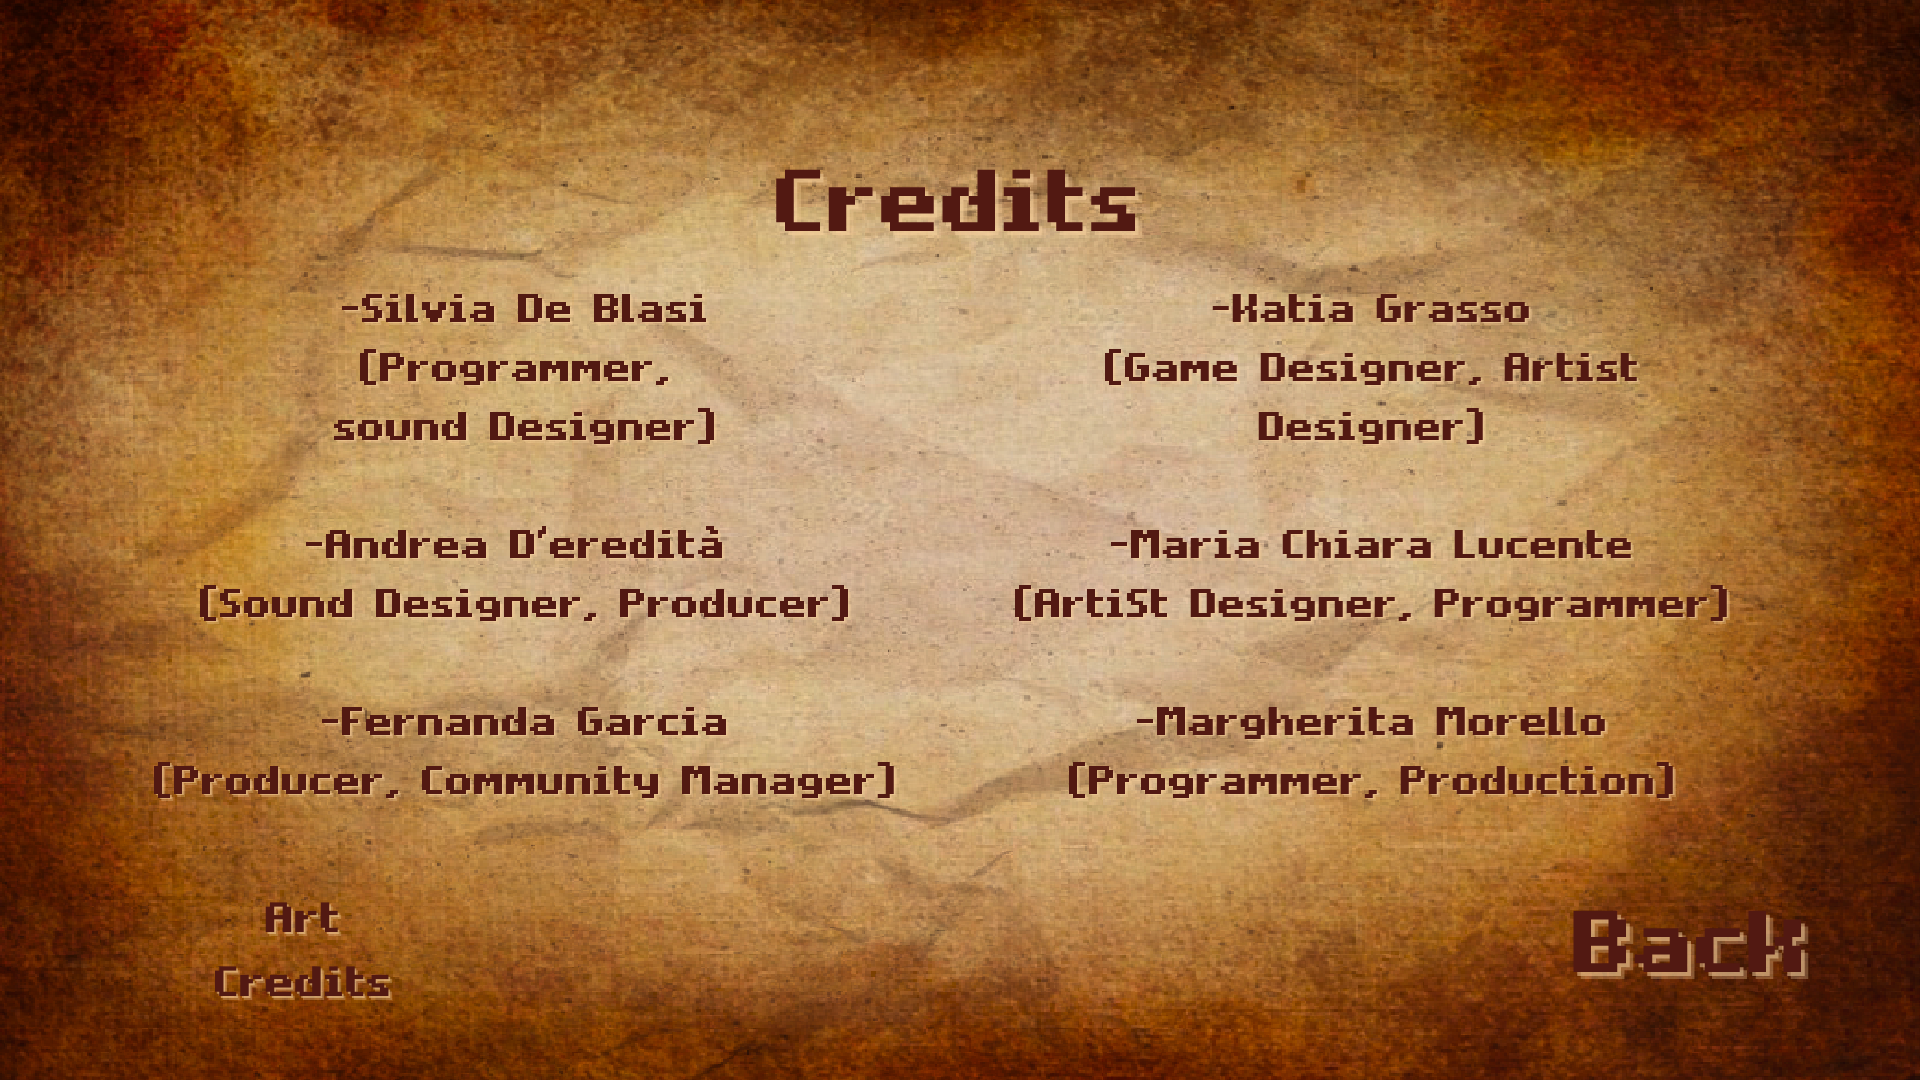 Credits
-Silvia De Blasi
(Programmer,
sound Designer)
-Andrea D'eredità
(Sound Designer, Producer)
-Fernanda Garcia
(Producer, Community Manager)
-Katia Grasso
(Game Designer, Artist
Designer)
-Maria Chiara Lucente
(ArtiSt Designer, Programmer)
-Margherita Morello
(Programmer, Production)
Art
Credits
Back